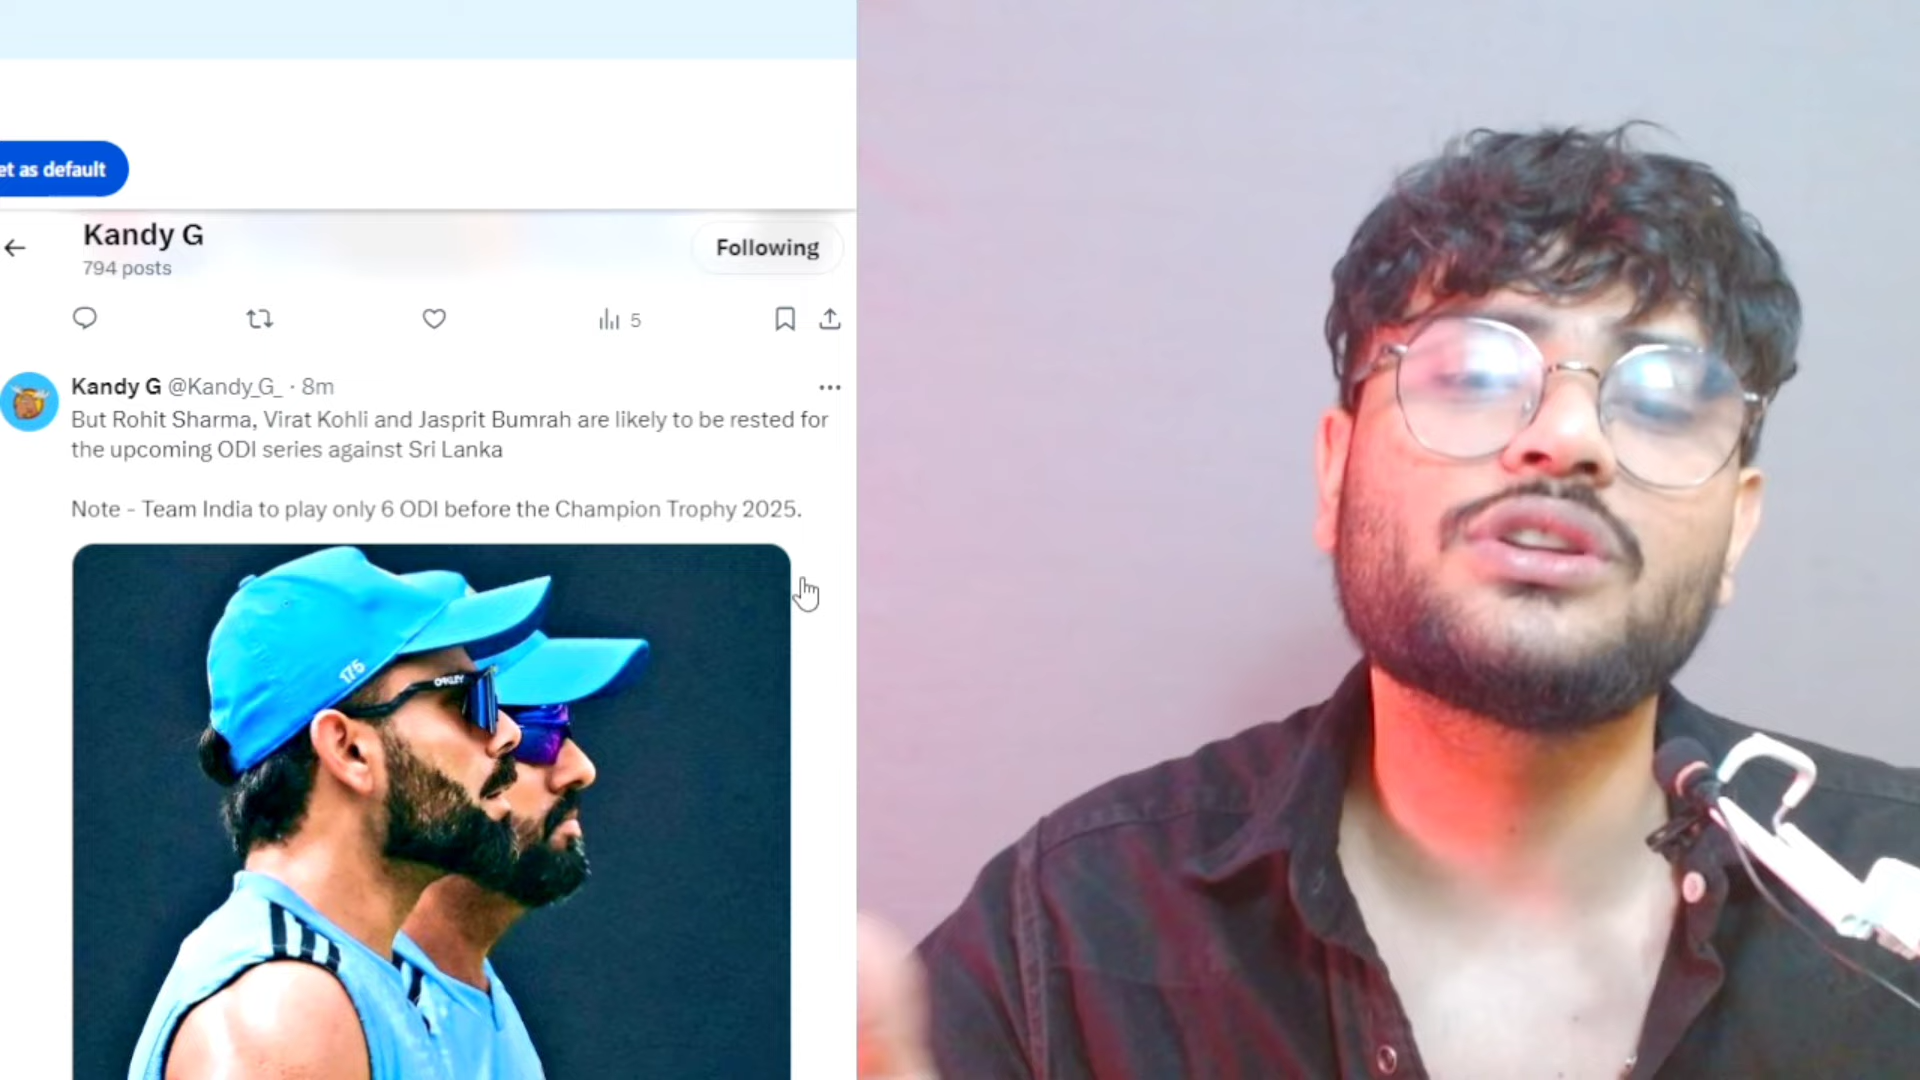 et as default
Kandy G
794 posts
Following
5
Kandy G @Kandy_G_ · 8m
But Rohit Sharma, Virat Kohli and Jasprit Bumrah are likely to be rested for
the upcoming ODI series against Sri Lanka
Note - Team India to play only 6 ODI before the Champion Trophy 2025.
175
OAKLEY